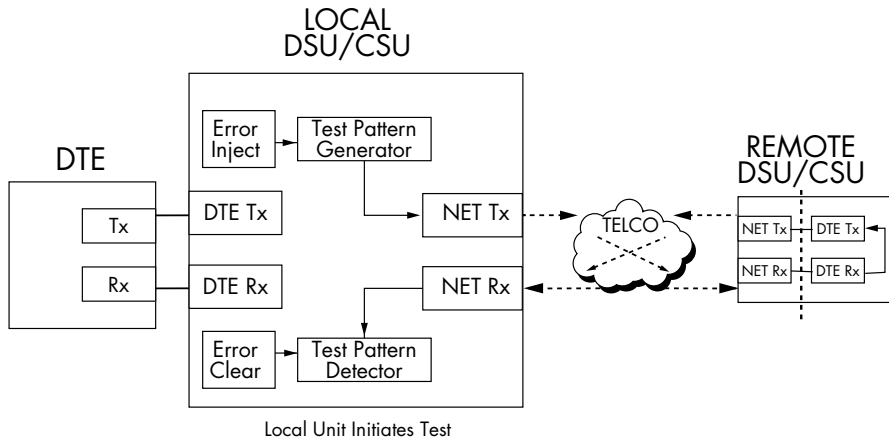 LOCAL
DSU/CSU
Error
Inject
Test Pattern
Generator
DTE
REMOTE
DSU/CSU
Tx
DTE Tx
NET Tx
TELCO
NET Tx
DTE Tx
Rx
DTE Rx
NET Rx
NET Rx
DTE Rx
Error
Clear
Test Pattern
Detector
Local Unit Initiates Test